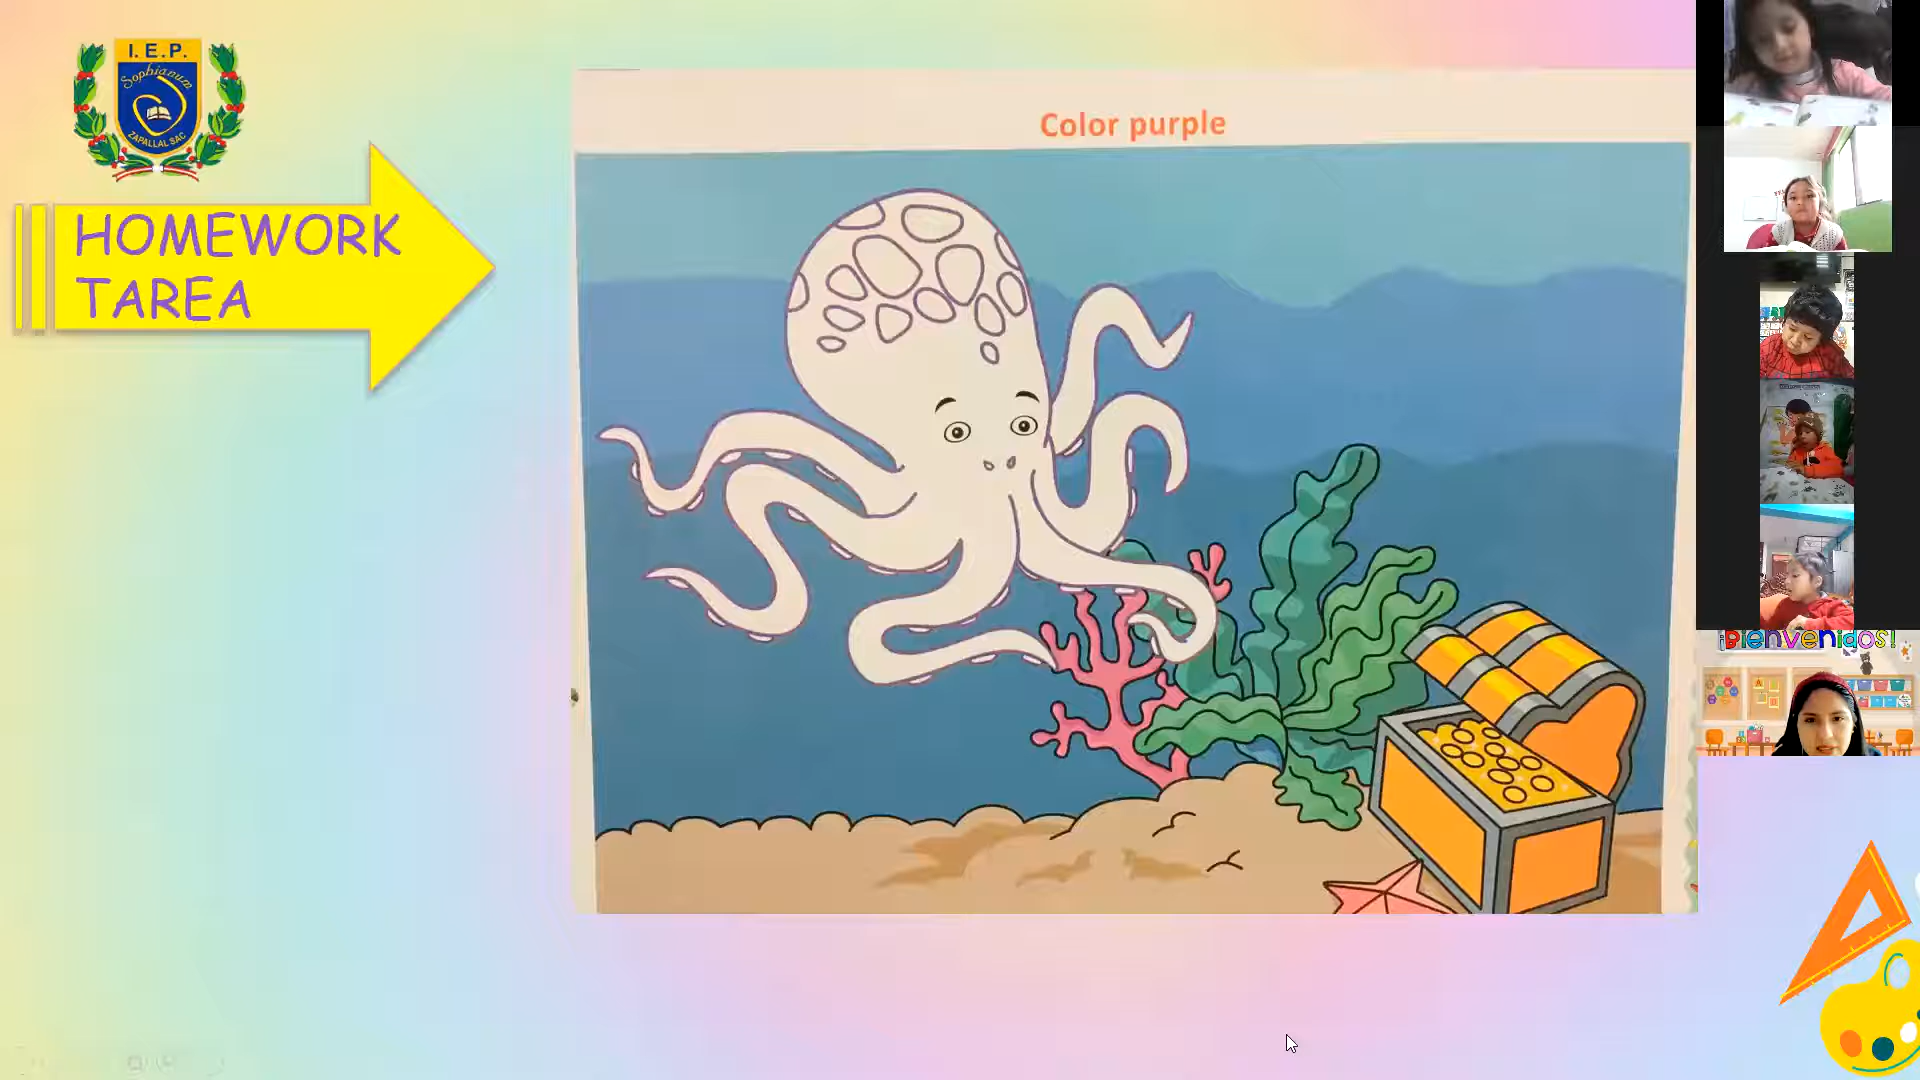 I.E.P.
Sophianum
ZAPALLAL SAC
HOMEWORK
TAREA
Color purple
¡Bienvenidos!